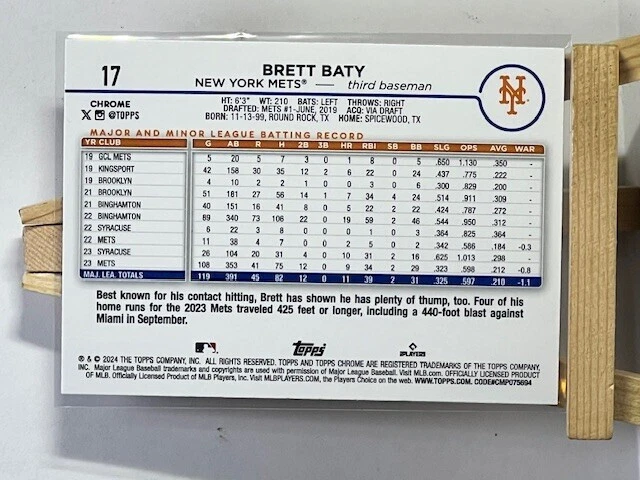 17
BRETT BATY
NEW YORK METS® — third baseman
NY
CHROME
@TOPPS
HT: 6'3" WT: 210 BATS: LEFT THROWS: RIGHT
DRAFTED: METS #1-JUNE, 2019 ACQ: VIA DRAFT
BORN: 11-13-99, ROUND ROCK, TX HOME: SPICEWOOD, TX
MAJOR AND MINOR LEAGUE BATTING RECORD
YR CLUB G AB R H 2B 3B HR RBI SB BB SLG OPS AVG WAR
19 GCL METS 5 20 5 7 3 0 1 8 0 5 .650 1.130 .350 -
19 KINGSPORT 42 158 30 35 12 2 6 22 0 24 .437 .775 .222 -
19 BROOKLYN 4 10 2 2 1 0 0 3 0 6 .300 .829 .200 -
21 BROOKLYN 51 181 27 56 14 1 7 34 4 24 .514 .911 .309 -
21 BINGHAMTON 40 151 16 41 8 0 5 22 2 22 .424 .787 .272 -
22 BINGHAMTON 89 340 73 106 22 0 19 59 2 46 .544 .950 .312 -
22 SYRACUSE 6 22 3 8 0 0 0 1 0 3 .364 .825 .364 -
22 METS 11 38 4 7 0 0 2 5 0 2 .342 .586 .184 -0.3
23 SYRACUSE 26 104 20 31 4 0 10 31 2 16 .625 1.013 .298 -
23 METS 108 353 41 75 12 0 9 34 2 29 .323 .598 .212 -0.8
MAJ. LEA. TOTALS 119 391 45 82 12 0 11 39 2 31 .325 .597 .210 -1.1
Best known for his contact hitting, Brett has shown he has plenty of thump, too. Four of his
home runs for the 2023 Mets traveled 425 feet or longer, including a 440-foot blast against
Miami in September.
Topps
PLAYERS
® & © 2024 THE TOPPS COMPANY, INC. ALL RIGHTS RESERVED. TOPPS AND TOPPS CHROME ARE REGISTERED TRADEMARKS OF THE TOPPS COMPANY,
INC. Major League Baseball trademarks and copyrights are used with permission of Major League Baseball. Visit MLB.com. OFFICIALLY LICENSED PRODUCT
OF MLB. Officially Licensed Product of MLB Players, Inc. Visit MLBPLAYERS.COM, the Players Choice on the web. WWW.TOPPS.COM. CODE#CMP075694